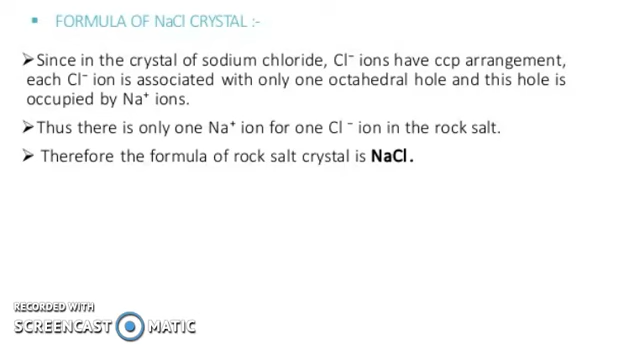 ▪ FORMULA OF NaCl CRYSTAL :-
➢Since in the crystal of sodium chloride, Cl⁻ ions have ccp arrangement,
each Cl⁻ ion is associated with only one octahedral hole and this hole is
occupied by Na⁺ ions.
➢Thus there is only one Na⁺ ion for one Cl ⁻ ion in the rock salt.
➢ Therefore the formula of rock salt crystal is NaCl.
RECORDED WITH
SCREENCAST MATIC